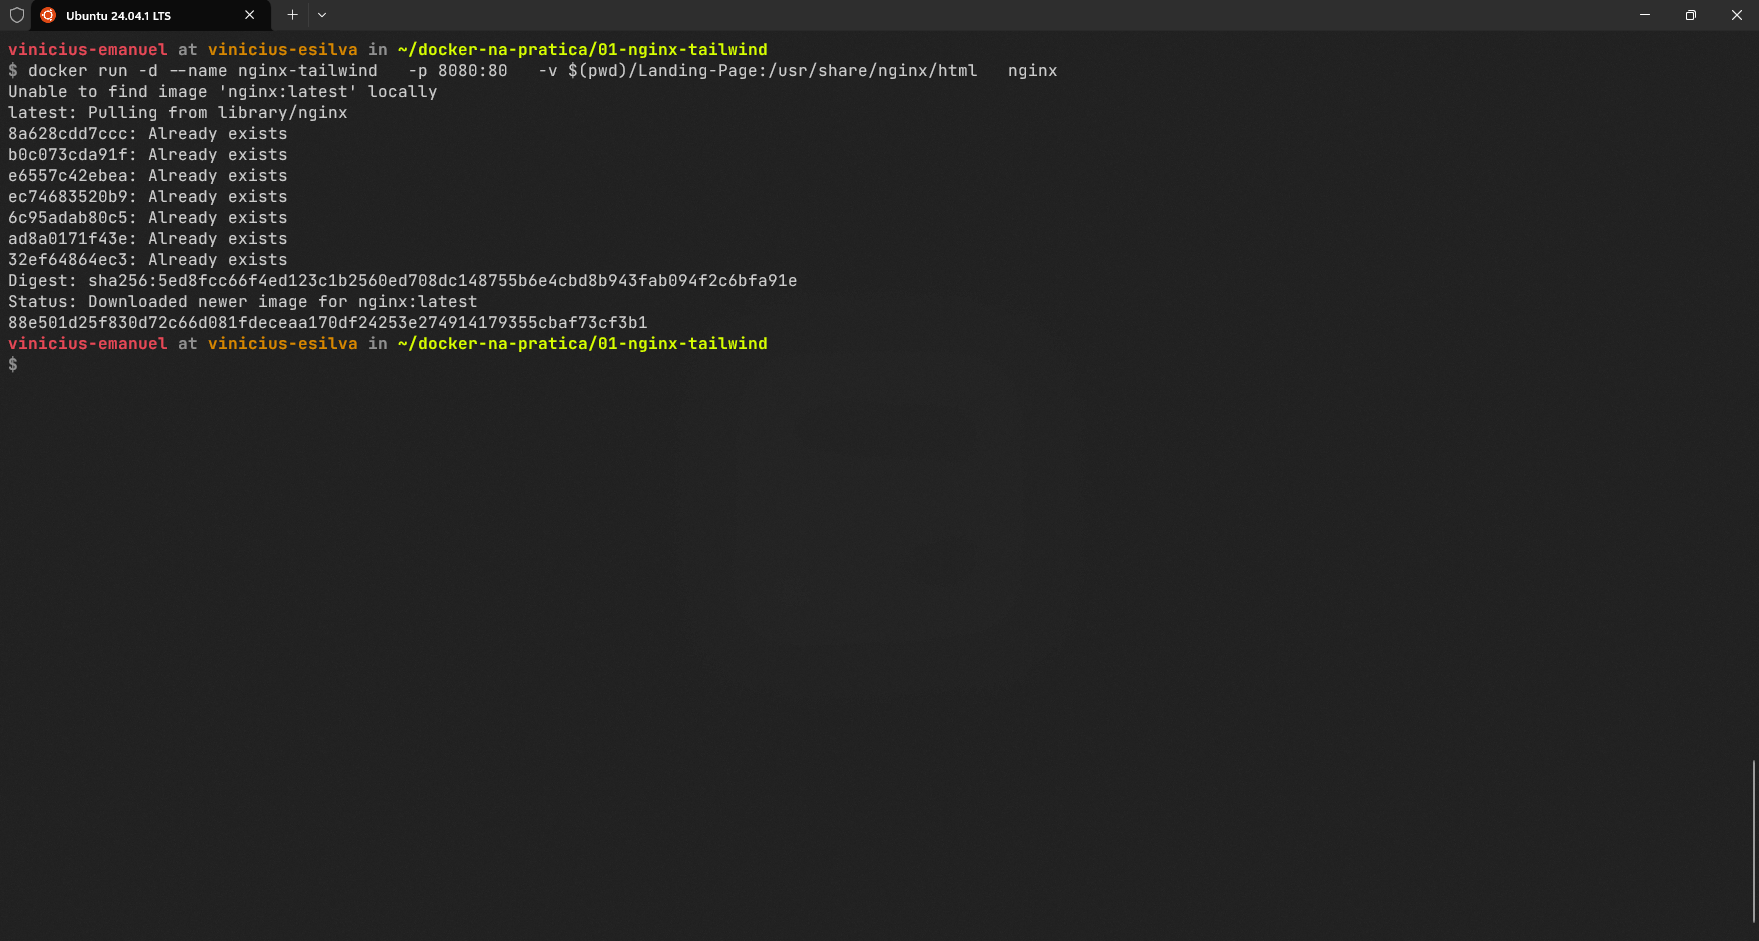 Ubuntu 24.04.1 LTS
vinicius-emanuel at vinicius-esilva in ~/docker-na-pratica/01-nginx-tailwind
$ docker run -d --name nginx-tailwind   -p 8080:80   -v $(pwd)/Landing-Page:/usr/share/nginx/html   nginx
Unable to find image 'nginx:latest' locally
latest: Pulling from library/nginx
8a628cdd7ccc: Already exists
b0c073cda91f: Already exists
e6557c42ebea: Already exists
ec74683520b9: Already exists
6c95adab80c5: Already exists
ad8a0171f43e: Already exists
32ef64864ec3: Already exists
Digest: sha256:5ed8fcc66f4ed123c1b2560ed708dc148755b6e4cbd8b943fab094f2c6bfa91e
Status: Downloaded newer image for nginx:latest
88e501d25f830d72c66d081fdeceaa170df24253e274914179355cbaf73cf3b1
vinicius-emanuel at vinicius-esilva in ~/docker-na-pratica/01-nginx-tailwind
$